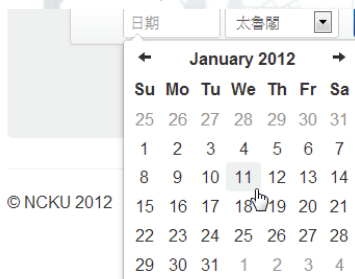 日期 太魯閣
January 2012
Su Mo Tu We Th Fr Sa
25 26 27 28 29 30 31
1 2 3 4 5 6 7
8 9 10 11 12 13 14
© NCKU 2012
15 16 17 18 19 20 21
22 23 24 25 26 27 28
29 30 31 1 2 3 4